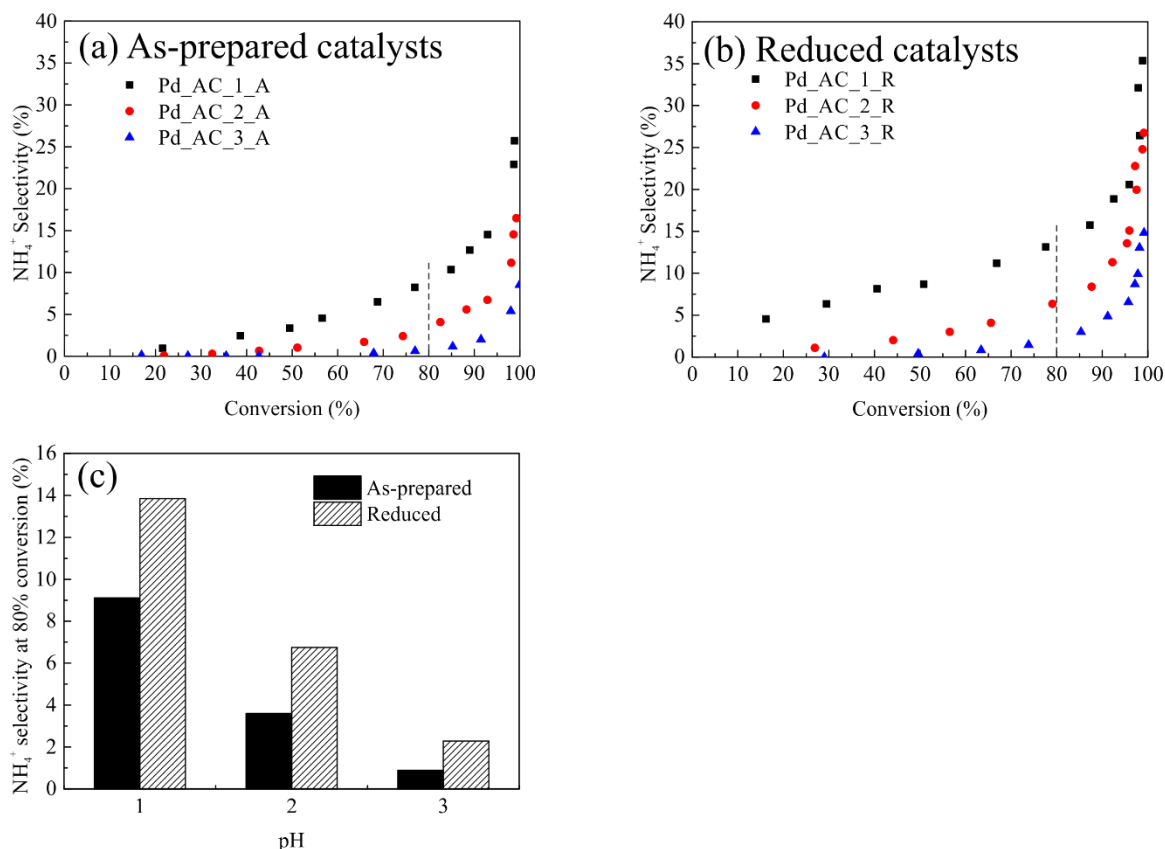 (a) As-prepared catalysts
Pd_AC_1_A
Pd_AC_2_A
Pd_AC_3_A
NH₄⁺ Selectivity (%)
40
35
30
25
20
15
10
5
0
0 10 20 30 40 50 60 70 80 90 100
Conversion (%)
(b) Reduced catalysts
Pd_AC_1_R
Pd_AC_2_R
Pd_AC_3_R
NH₄⁺ Selectivity (%)
40
35
30
25
20
15
10
5
0
0 10 20 30 40 50 60 70 80 90 100
Conversion (%)
(c)
As-prepared
Reduced
NH₄⁺ selectivity at 80% conversion (%)
16
14
12
10
8
6
4
2
0
1 2 3
pH